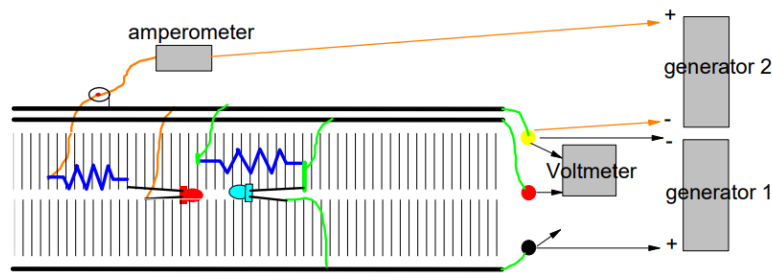 amperometer
+
generator 2
-
-
Voltmeter
generator 1
+